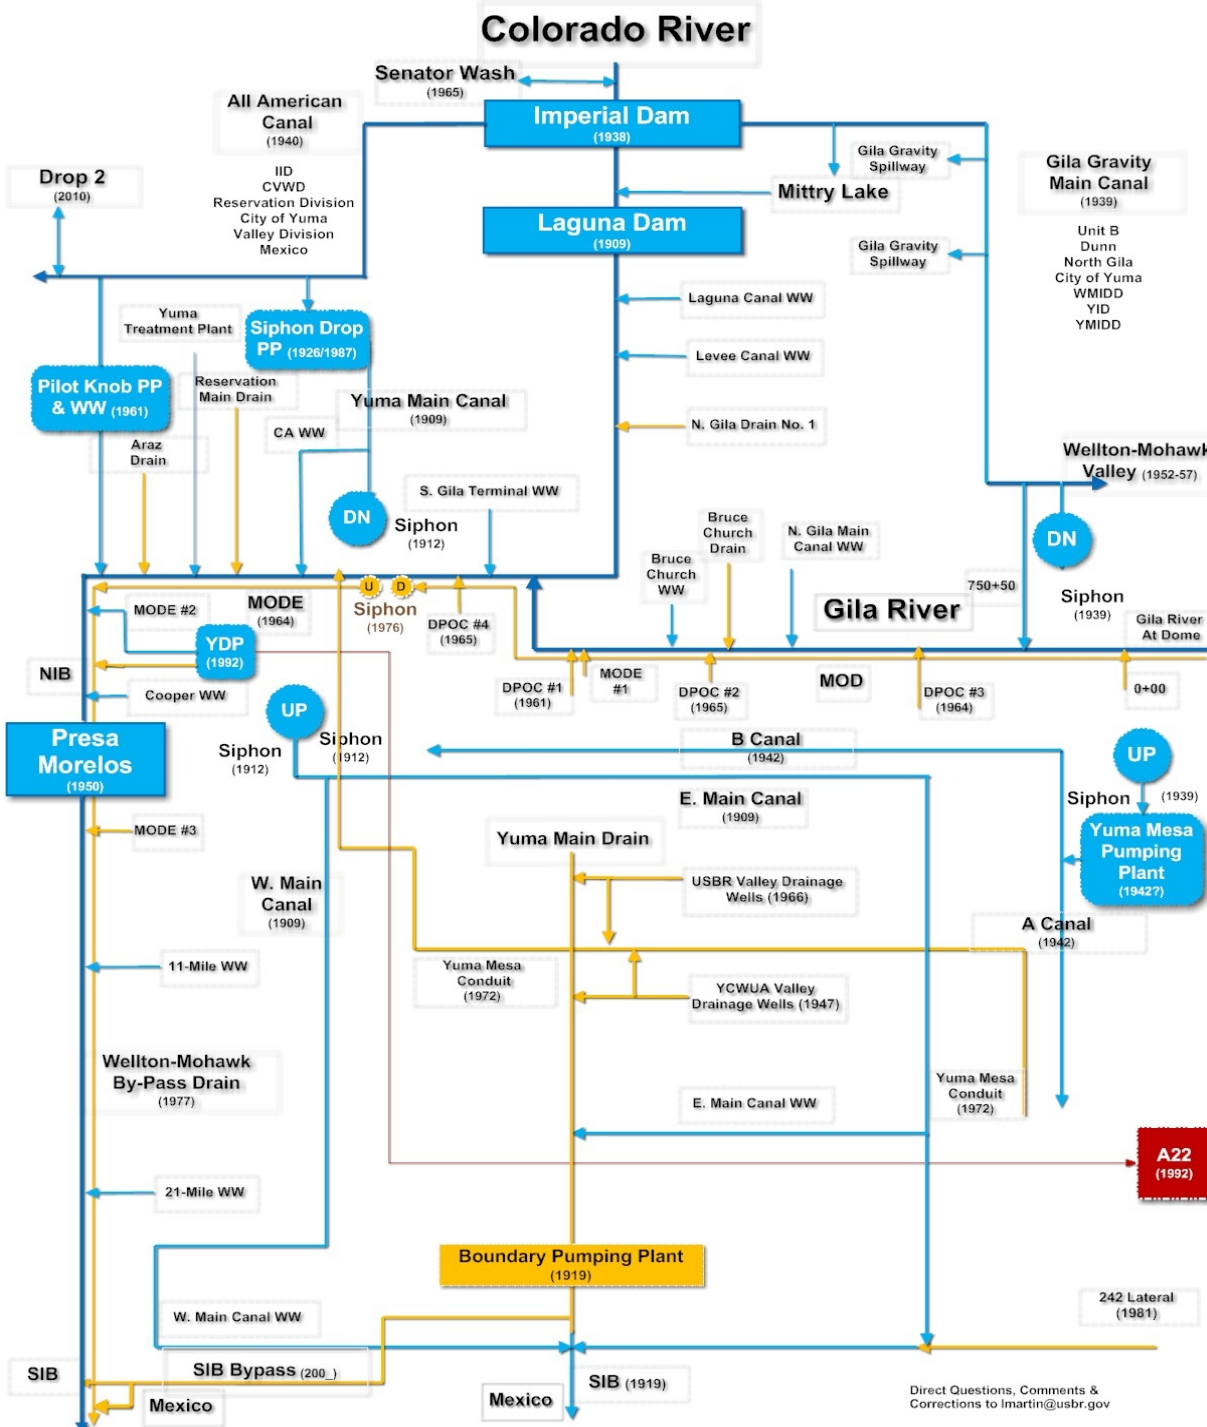 Colorado River
Senator Wash
(1965)
All American
Canal
(1940)
Imperial Dam
(1938)
IID
CVWD
Reservation Division
City of Yuma
Valley Division
Mexico
Drop 2
(2010)
Gila Gravity
Spillway
Gila Gravity
Main Canal
(1939)
Mittry Lake
Laguna Dam
(1909)
Gila Gravity
Spillway
Unit B
Dunn
North Gila
City of Yuma
WMIDD
YID
YMIDD
Laguna Canal WW
Yuma
Treatment Plant
Siphon Drop
PP (1926/1987)
Levee Canal WW
Pilot Knob PP
& WW (1961)
Reservation
Main Drain
Yuma Main Canal
(1909)
CA WW
N. Gila Drain No. 1
Araz
Drain
Wellton-Mohawk
Valley (1952-57)
S. Gila Terminal WW
DN
Siphon
(1912)
Bruce
Church
Drain
N. Gila Main
Canal WW
DN
Bruce
Church
WW
750+50
Siphon
(1939)
U
D
Siphon
(1976)
MODE #2
MODE
(1964)
DPOC #4
(1965)
Gila River
Gila River
At Dome
YDP
(1992)
NIB
Cooper WW
DPOC #1
(1961)
MODE
#1
DPOC #2
(1965)
MOD
DPOC #3
(1964)
0+00
UP
Presa
Morelos
(1950)
Siphon
(1912)
Siphon
(1912)
B Canal
(1942)
UP
Siphon
(1939)
E. Main Canal
(1909)
MODE #3
Yuma Main Drain
Yuma Mesa
Pumping
Plant
(1942?)
W. Main
Canal
(1909)
USBR Valley Drainage
Wells (1966)
A Canal
(1942)
11-Mile WW
Yuma Mesa
Conduit
(1972)
YCWUA Valley
Drainage Wells (1947)
Wellton-Mohawk
By-Pass Drain
(1977)
Yuma Mesa
Conduit
(1972)
E. Main Canal WW
A22
(1992)
21-Mile WW
Boundary Pumping Plant
(1919)
W. Main Canal WW
242 Lateral
(1981)
SIB
SIB Bypass (200_)
SIB (1919)
Mexico
Mexico
Direct Questions, Comments &
Corrections to lmartin@usbr.gov